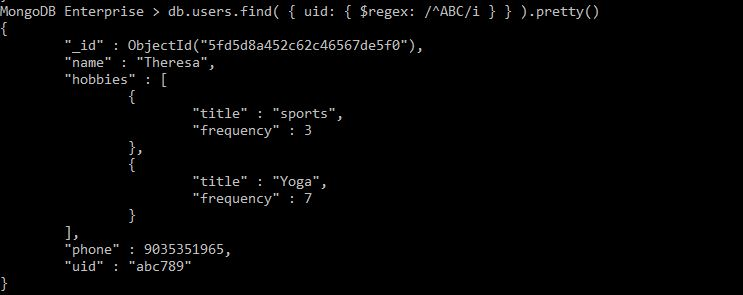 MongoDB Enterprise > db.users.find( { uid: { $regex: /^ABC/i } } ).pretty()
{
        "_id" : ObjectId("5fd5d8a452c62c46567de5f0"),
        "name" : "Theresa",
        "hobbies" : [
                {
                        "title" : "sports",
                        "frequency" : 3
                },
                {
                        "title" : "Yoga",
                        "frequency" : 7
                }
        ],
        "phone" : 9035351965,
        "uid" : "abc789"
}